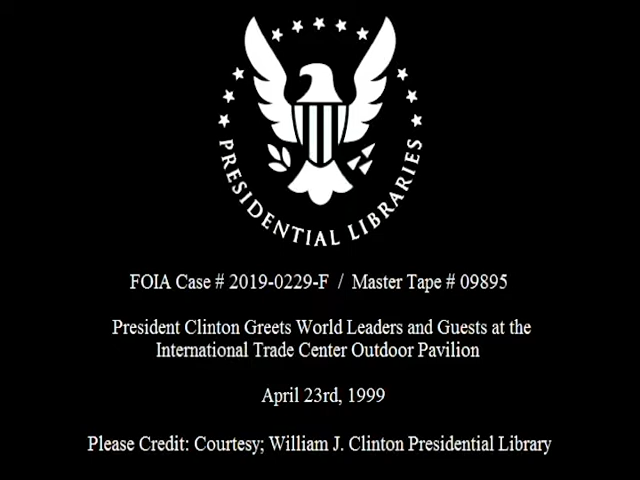 PRESIDENTIAL LIBRARIES
FOIA Case # 2019-0229-F / Master Tape # 09895
President Clinton Greets World Leaders and Guests at the
International Trade Center Outdoor Pavilion
April 23rd, 1999
Please Credit: Courtesy; William J. Clinton Presidential Library